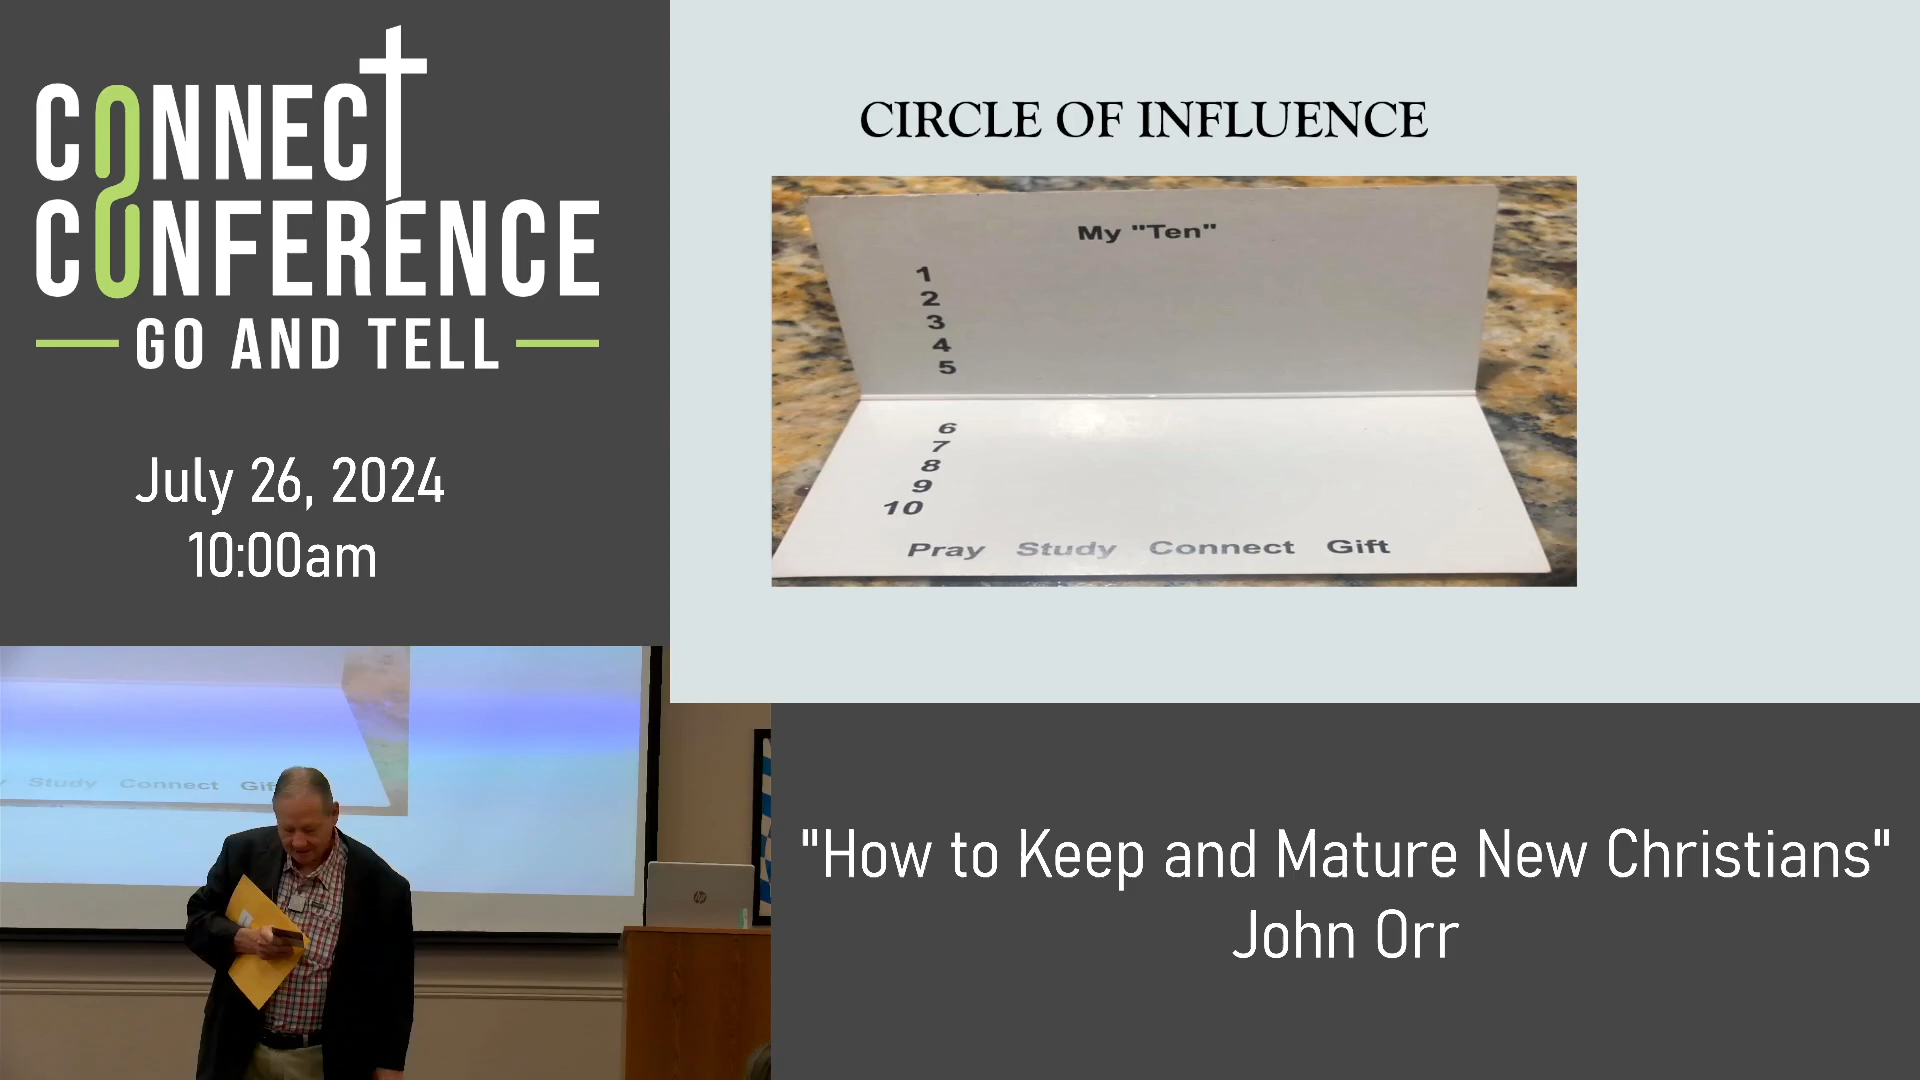 CONNECT
CONFERENCE
GO AND TELL
July 26, 2024
10:00am
CIRCLE OF INFLUENCE
My "Ten"
1
2
3
4
5
6
7
8
9
10
Pray Study Connect Gift
Study Connect Gif
hp
"How to Keep and Mature New Christians"
John Orr